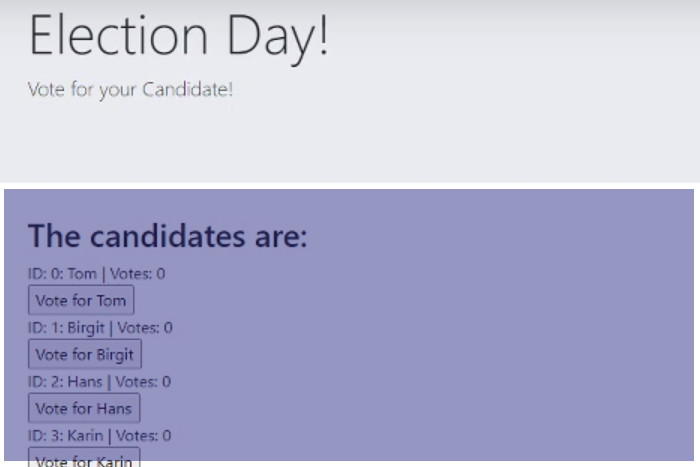 Election Day!
Vote for your Candidate!
The candidates are:
ID: 0: Tom | Votes: 0
Vote for Tom
ID: 1: Birgit | Votes: 0
Vote for Birgit
ID: 2: Hans | Votes: 0
Vote for Hans
ID: 3: Karin | Votes: 0
Vote for Karin